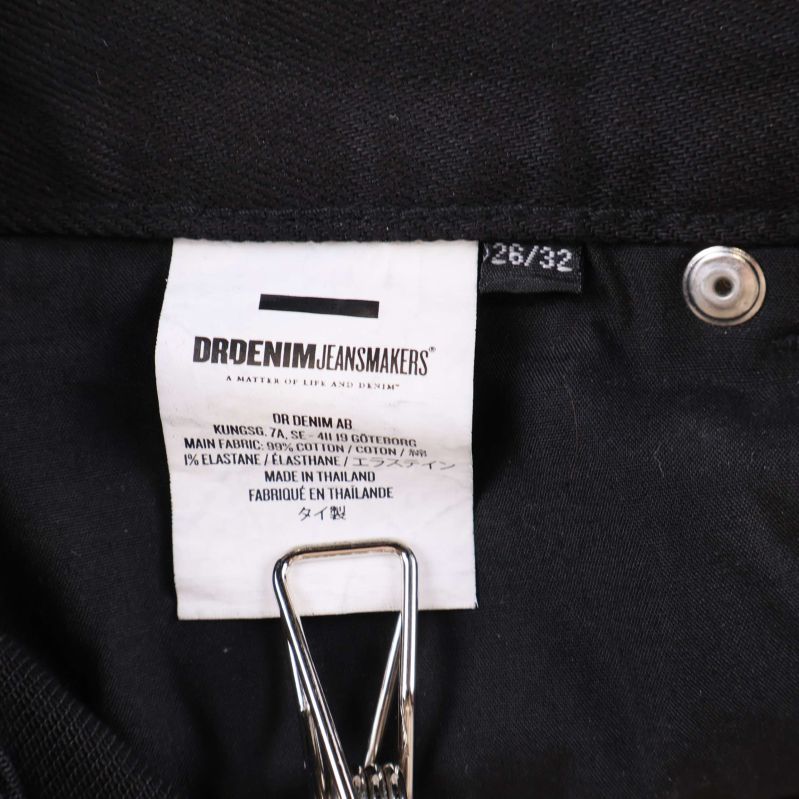 DRDENIMJEANSMAKERS®
A MATTER OF LIFE AND DENIM™
DR DENIM AB
KUNGSG. 7A, SE - 411 19 GÖTEBORG
MAIN FABRIC: 99% COTTON / COTON / 綿
1% ELASTANE / ÉLASTHANE / エラステイン
MADE IN THAILAND
FABRIQUÉ EN THAÏLANDE
タイ製
26/32